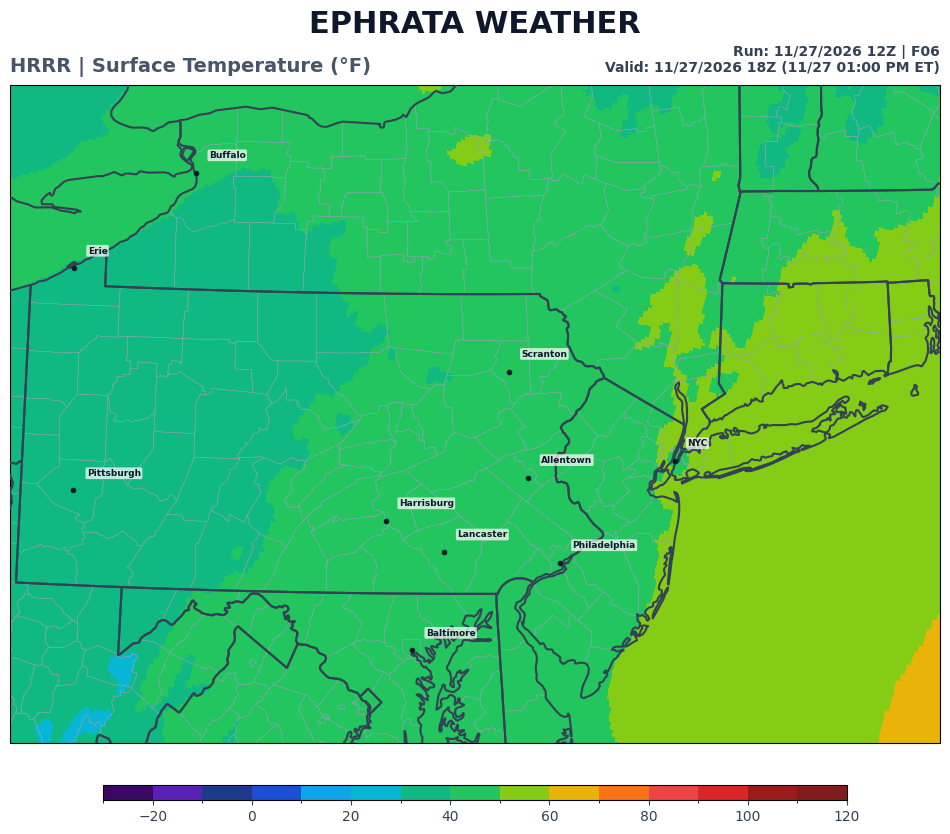 EPHRATA WEATHER
HRRR | Surface Temperature (°F)
Run: 11/27/2026 12Z | F06
Valid: 11/27/2026 18Z (11/27 01:00 PM ET)
Buffalo
Erie
Scranton
NYC
Allentown
Pittsburgh
Harrisburg
Lancaster
Philadelphia
Baltimore
−20 0 20 40 60 80 100 120